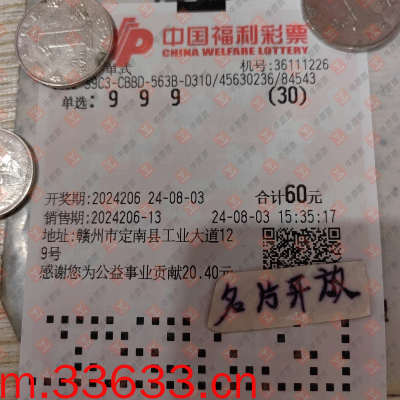 中国福利彩票
CHINA WELFARE LOTTERY
单式 机号:36111226
59C3-CBBD-563B-D310/45630236/84543
单选: 9 9 9 (30)
开奖期:2024206 24-08-03 合计60元
销售期:2024206-13 24-08-03 15:35:17
地址:赣州市定南县工业大道12
9号
感谢您为公益事业贡献20.40元
名片开放
m.33633.cn